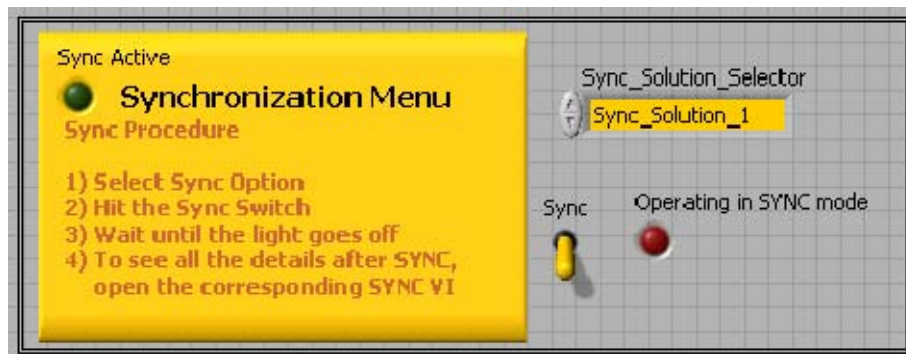 Sync Active
Synchronization Menu
Sync Procedure
1) Select Sync Option
2) Hit the Sync Switch
3) Wait until the light goes off
4) To see all the details after SYNC,
open the corresponding SYNC VI
Sync_Solution_Selector
Sync_Solution_1
Sync
Operating in SYNC mode